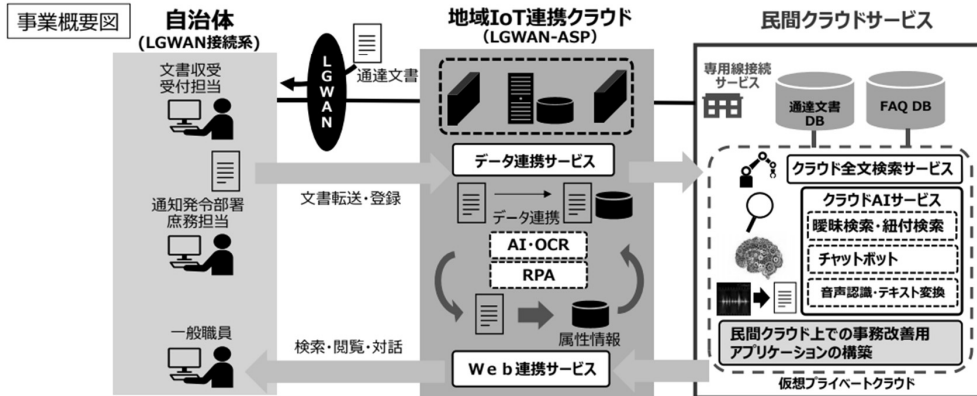 事業概要図
自治体
(LGWAN接続系)
文書収受
受付担当
通知発令部署
庶務担当
一般職員
LGWAN
通達文書
文書転送・登録
検索・閲覧・対話
地域IoT連携クラウド
(LGWAN-ASP)
データ連携サービス
データ連携
AI・OCR
RPA
属性情報
Web連携サービス
民間クラウドサービス
専用線接続
サービス
通達文書
DB
FAQ DB
クラウド全文検索サービス
クラウドAIサービス
曖昧検索・紐付検索
チャットボット
音声認識・テキスト変換
民間クラウド上での事務改善用
アプリケーションの構築
仮想プライベートクラウド